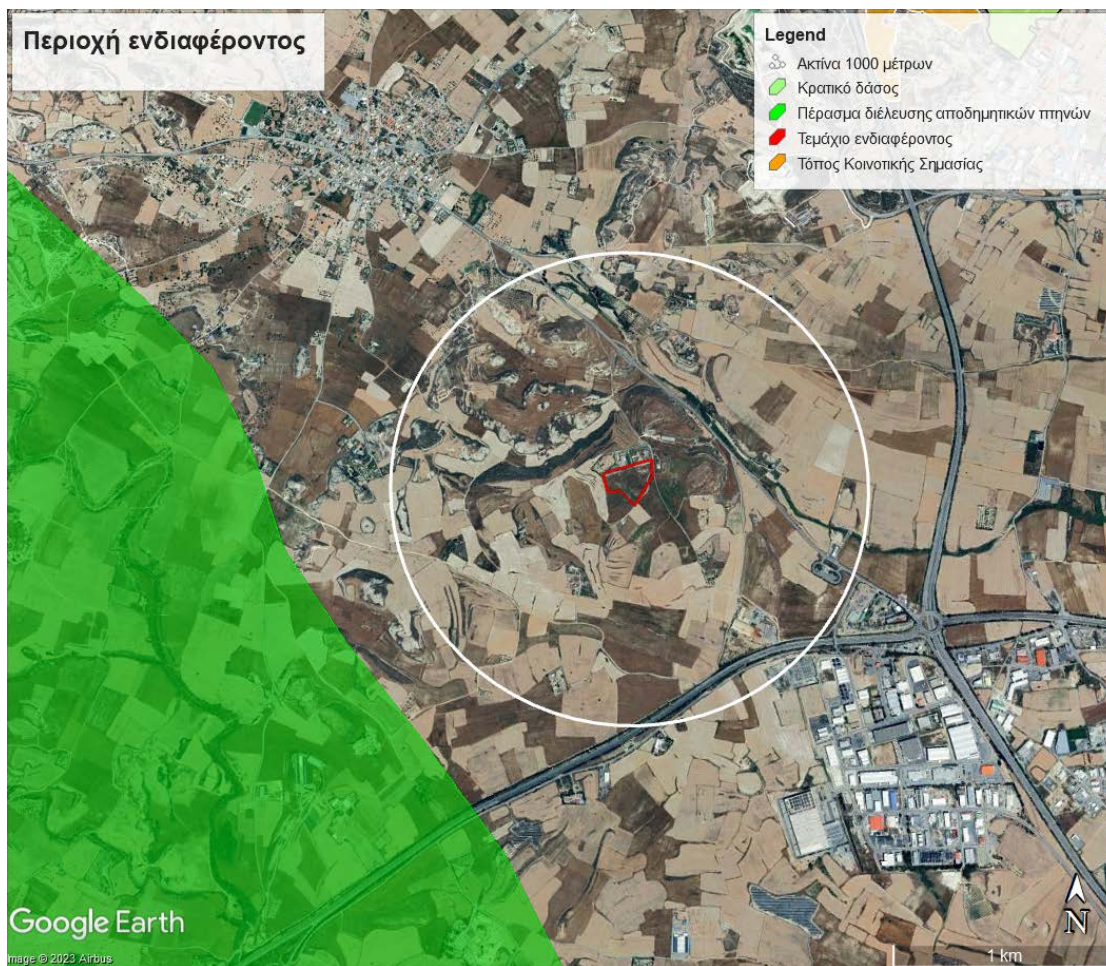 Περιοχή ενδιαφέροντος
Legend
Ακτίνα 1000 μέτρων
Κρατικό δάσος
Πέρασμα διέλευσης αποδημητικών πτηνών
Τεμάχιο ενδιαφέροντος
Τόπος Κοινοτικής Σημασίας
Google Earth
mage © 2023 Airbus
N
1 km